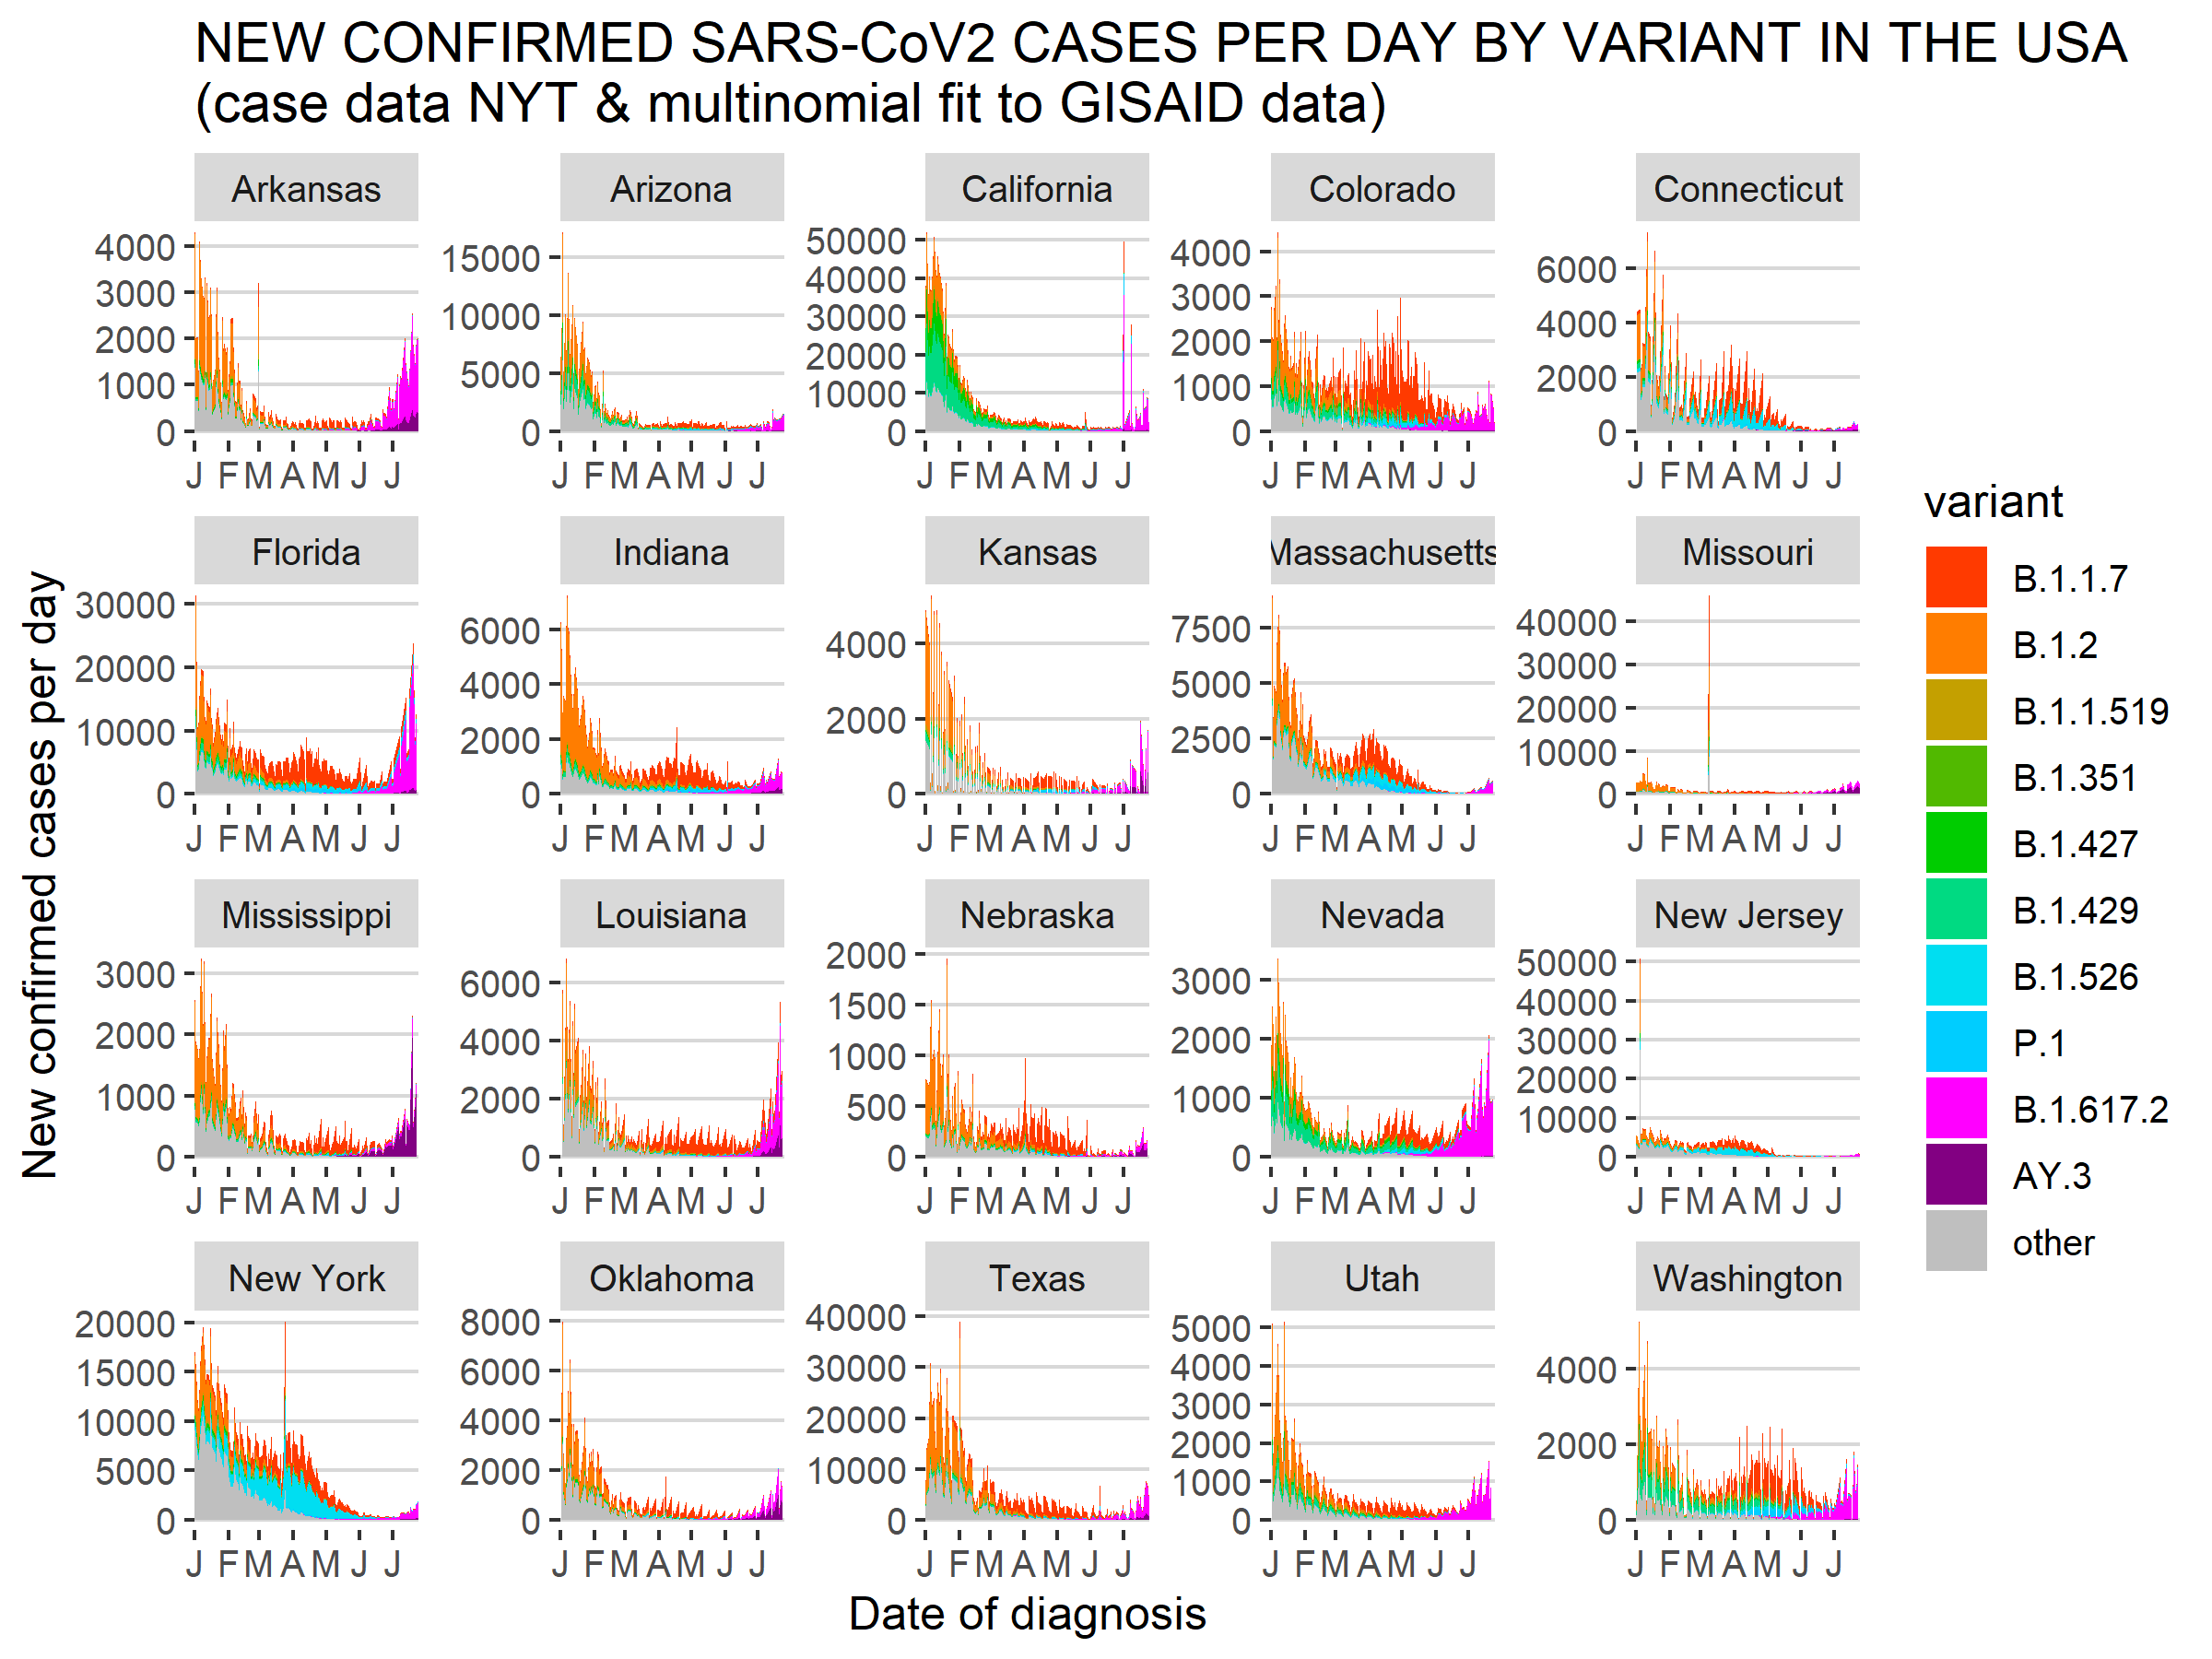 NEW CONFIRMED SARS-CoV2 CASES PER DAY BY VARIANT IN THE USA
(case data NYT & multinomial fit to GISAID data)
Arkansas
4000
3000
2000
1000
0
J F M A M J J
Arizona
15000
10000
5000
0
J F M A M J J
California
50000
40000
30000
20000
10000
0
J F M A M J J
Colorado
4000
3000
2000
1000
0
J F M A M J J
Connecticut
6000
4000
2000
0
J F M A M J J
Florida
30000
20000
10000
0
J F M A M J J
Indiana
6000
4000
2000
0
J F M A M J J
Kansas
4000
2000
0
J F M A M J J
Massachusetts
7500
5000
2500
0
J F M A M J J
Missouri
40000
30000
20000
10000
0
J F M A M J J
Mississippi
3000
2000
1000
0
J F M A M J J
Louisiana
6000
4000
2000
0
J F M A M J J
Nebraska
2000
1500
1000
500
0
J F M A M J J
Nevada
3000
2000
1000
0
J F M A M J J
New Jersey
50000
40000
30000
20000
10000
0
J F M A M J J
New York
20000
15000
10000
5000
0
J F M A M J J
Oklahoma
8000
6000
4000
2000
0
J F M A M J J
Texas
40000
30000
20000
10000
0
J F M A M J J
Utah
5000
4000
3000
2000
1000
0
J F M A M J J
Washington
4000
2000
0
J F M A M J J
New confirmed cases per day
Date of diagnosis
variant
B.1.1.7
B.1.2
B.1.1.519
B.1.351
B.1.427
B.1.429
B.1.526
P.1
B.1.617.2
AY.3
other